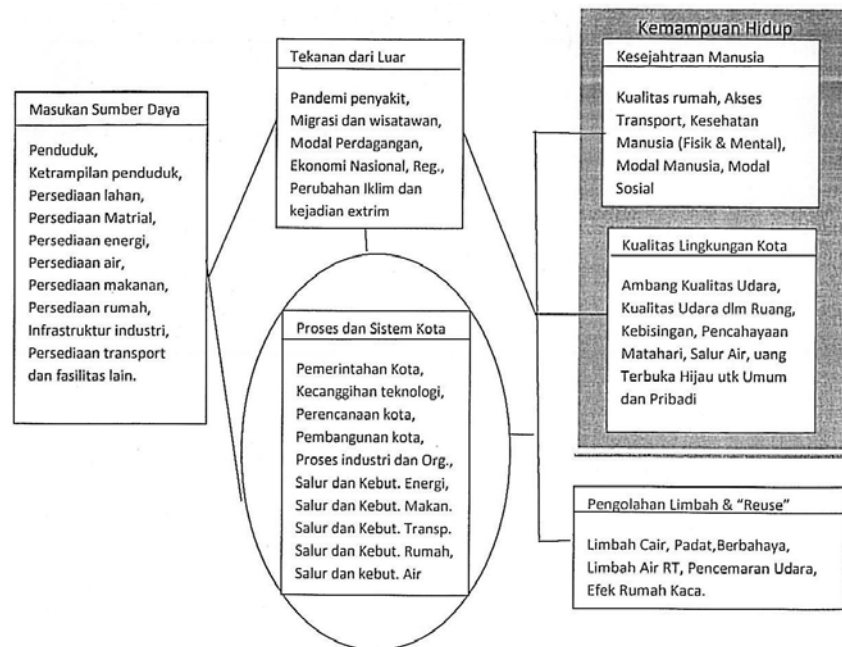 Masukan Sumber Daya
Penduduk,
Ketrampilan penduduk,
Persediaan lahan,
Persediaan Matrial,
Persediaan energi,
Persediaan air,
Persediaan makanan,
Persediaan rumah,
Infrastruktur industri,
Persediaan transport
dan fasilitas lain.
Tekanan dari Luar
Pandemi penyakit,
Migrasi dan wisatawan,
Modal Perdagangan,
Ekonomi Nasional, Reg.,
Perubahan Iklim dan
kejadian extrim
Proses dan Sistem Kota
Pemerintahan Kota,
Kecanggihan teknologi,
Perencanaan kota,
Pembangunan kota,
Proses industri dan Org.,
Salur dan Kebut. Energi,
Salur dan Kebut. Makan.
Salur dan Kebut. Transp.
Salur dan Kebut. Rumah,
Salur dan kebut. Air
Kemampuan Hidup
Kesejahtraan Manusia
Kualitas rumah, Akses
Transport, Kesehatan
Manusia (Fisik & Mental),
Modal Manusia, Modal
Sosial
Kualitas Lingkungan Kota
Ambang Kualitas Udara,
Kualitas Udara dlm Ruang,
Kebisingan, Pencahayaan
Matahari, Salur Air, uang
Terbuka Hijau utk Umum
dan Pribadi
Pengolahan Limbah & “Reuse”
Limbah Cair, Padat,Berbahaya,
Limbah Air RT, Pencemaran Udara,
Efek Rumah Kaca.